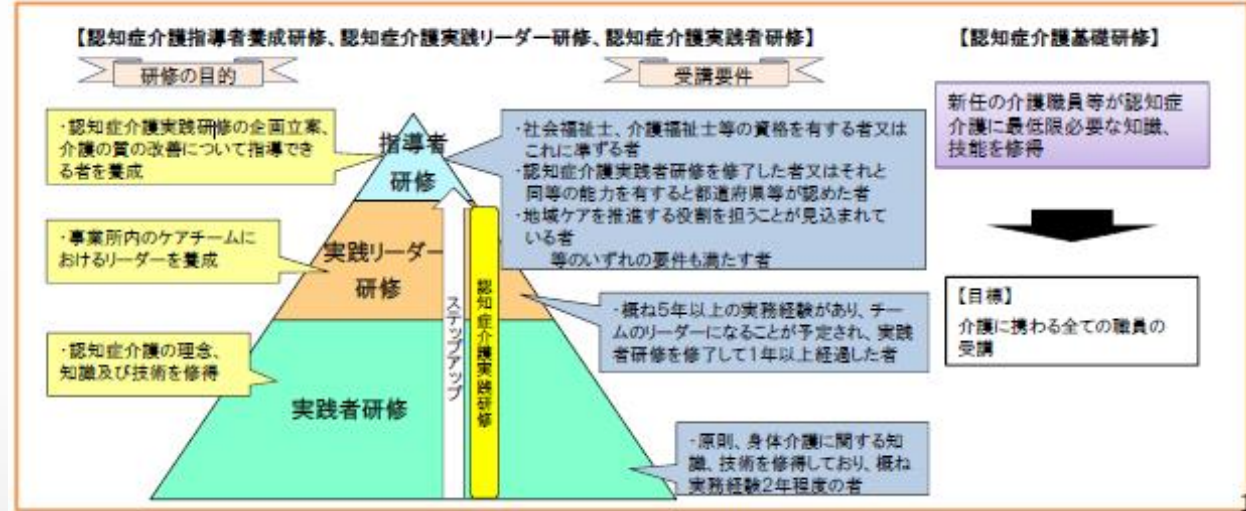 【認知症介護指導者養成研修、認知症介護実践リーダー研修、認知症介護実践者研修】
研修の目的
受講要件
・認知症介護実践研修の企画立案、
介護の質の改善について指導でき
る者を養成
・事業所内のケアチームに
おけるリーダーを養成
・認知症介護の理念、
知識及び技術を修得
指導者
研修
実践リーダー
研修
実践者研修
ステップアップ
認知症介護実践研修
・社会福祉士、介護福祉士等の資格を有する者又は
これに準ずる者
・認知症介護実践者研修を修了した者又はそれと
同等の能力を有すると都道府県等が認めた者
・地域ケアを推進する役割を担うことが見込まれて
いる者
等のいずれの要件も満たす者
・概ね5年以上の実務経験があり、チー
ムのリーダーになることが予定され、実践
者研修を修了して1年以上経過した者
・原則、身体介護に関する知
識、技術を修得しており、概ね
実務経験2年程度の者
【認知症介護基礎研修】
新任の介護職員等が認知症
介護に最低限必要な知識、
技能を修得
【目標】
介護に携わる全ての職員の
受講